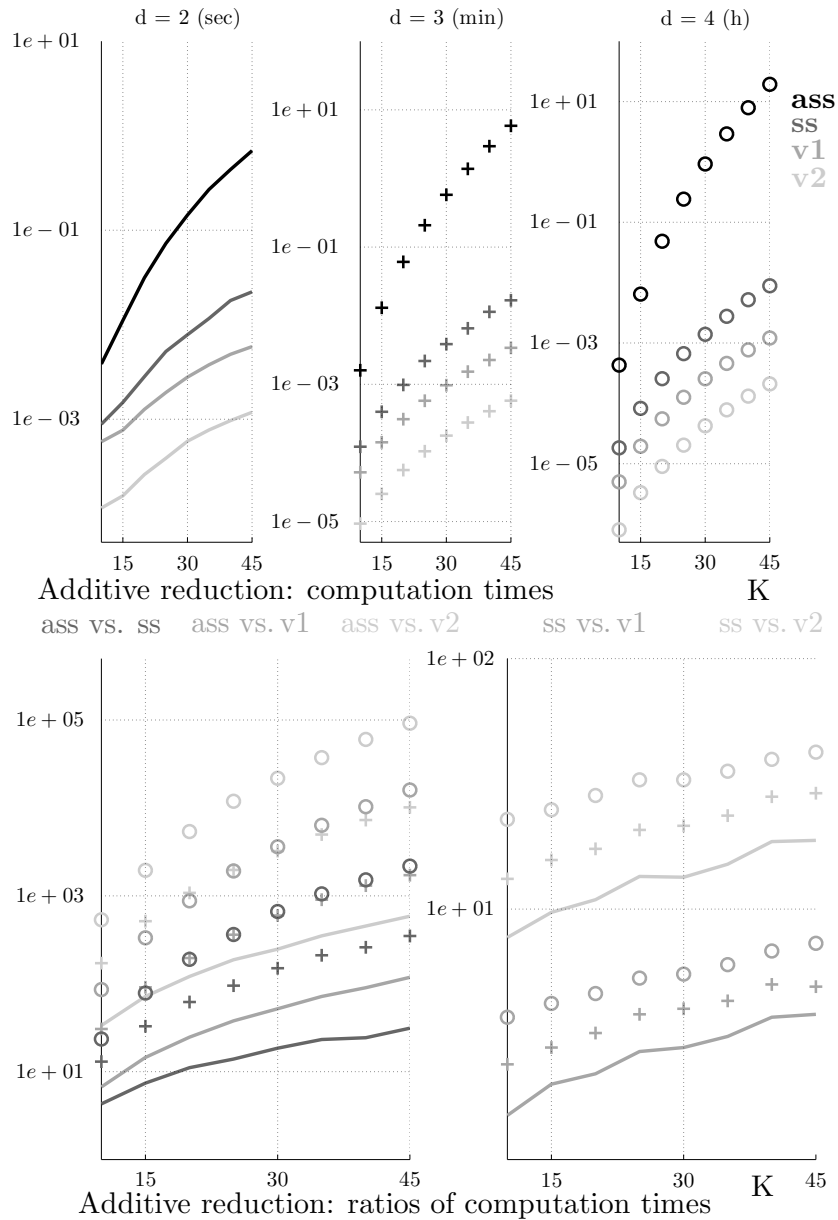 d = 2 (sec)
d = 3 (min)
d = 4 (h)
1e + 01
1e − 01
1e − 03
15 30 45
1e + 01
1e − 01
1e − 03
1e − 05
15 30 45
1e + 01
1e − 01
1e − 03
1e − 05
15 30 45
ass
ss
v1
v2
Additive reduction: computation times K
ass vs. ss ass vs. v1 ass vs. v2 ss vs. v1 ss vs. v2
1e + 05
1e + 03
1e + 01
15 30 45
1e + 02
1e + 01
15 30 45
Additive reduction: ratios of computation times K